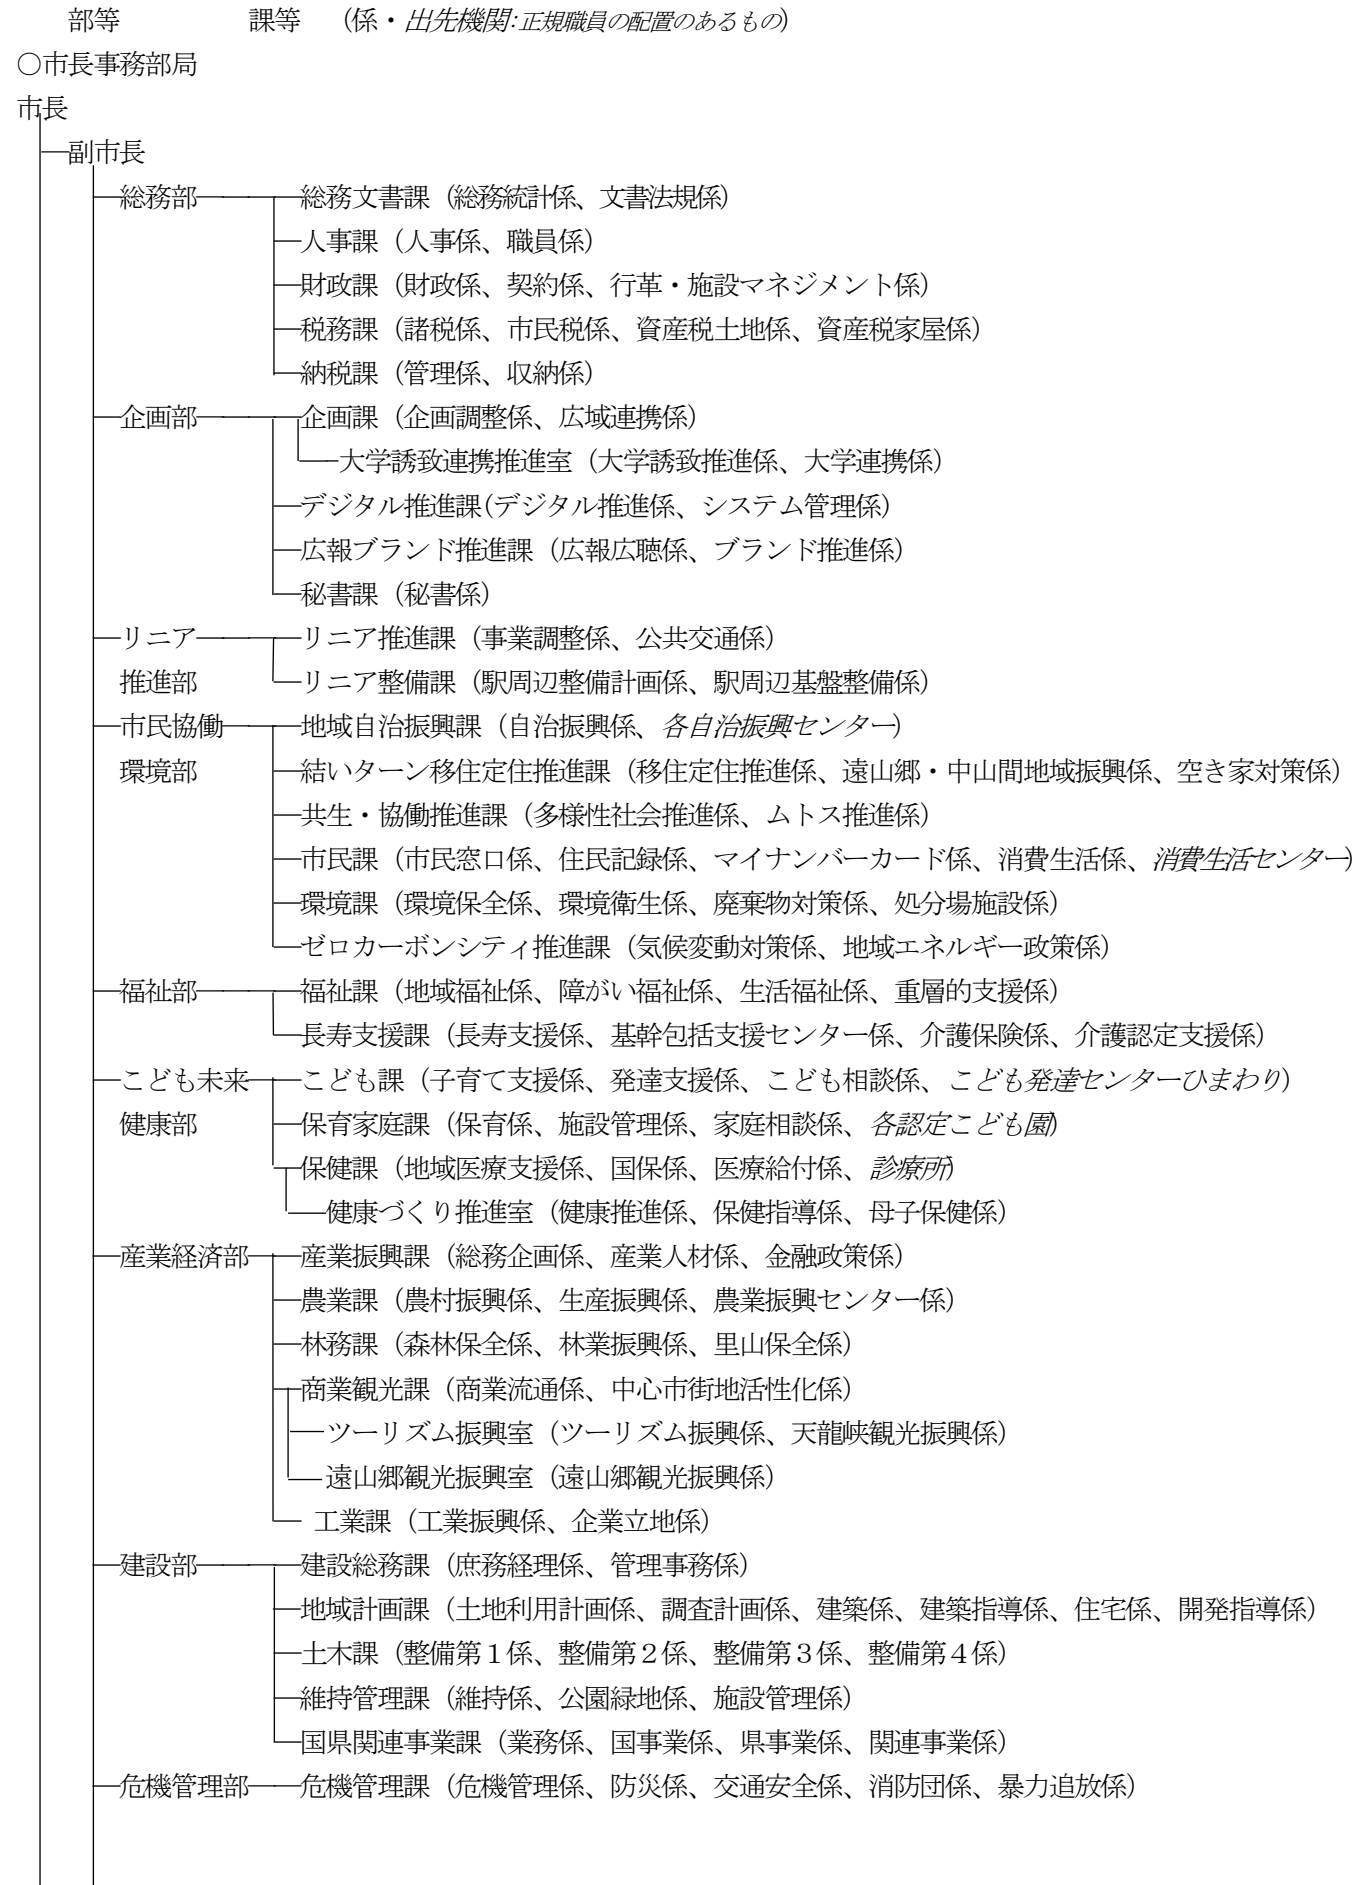 部等 課等 (係・出先機関:正規職員の配置のあるもの)
○市長事務部局
市長
副市長
総務部 総務文書課（総務統計係、文書法規係）
人事課（人事係、職員係）
財政課（財政係、契約係、行革・施設マネジメント係）
税務課（諸税係、市民税係、資産税土地係、資産税家屋係）
納税課（管理係、収納係）
企画部 企画課（企画調整係、広域連携係）
大学誘致連携推進室（大学誘致推進係、大学連携係）
デジタル推進課(デジタル推進係、システム管理係）
広報ブランド推進課（広報広聴係、ブランド推進係）
秘書課（秘書係）
リニア リニア推進課（事業調整係、公共交通係）
推進部 リニア整備課（駅周辺整備計画係、駅周辺基盤整備係）
市民協働 地域自治振興課（自治振興係、各自治振興センター）
環境部 結いターン移住定住推進課（移住定住推進係、遠山郷・中山間地域振興係、空き家対策係）
共生・協働推進課（多様性社会推進係、ムトス推進係）
市民課（市民窓口係、住民記録係、マイナンバーカード係、消費生活係、消費生活センター）
環境課（環境保全係、環境衛生係、廃棄物対策係、処分場施設係）
ゼロカーボンシティ推進課（気候変動対策係、地域エネルギー政策係）
福祉部 福祉課（地域福祉係、障がい福祉係、生活福祉係、重層的支援係）
長寿支援課（長寿支援係、基幹包括支援センター係、介護保険係、介護認定支援係）
こども未来 こども課（子育て支援係、発達支援係、こども相談係、こども発達センターひまわり）
健康部 保育家庭課（保育係、施設管理係、家庭相談係、各認定こども園）
保健課（地域医療支援係、国保係、医療給付係、診療所）
健康づくり推進室（健康推進係、保健指導係、母子保健係）
産業経済部 産業振興課（総務企画係、産業人材係、金融政策係）
農業課（農村振興係、生産振興係、農業振興センター係）
林務課（森林保全係、林業振興係、里山保全係）
商業観光課（商業流通係、中心市街地活性化係）
ツーリズム振興室（ツーリズム振興係、天龍峡観光振興係）
遠山郷観光振興室（遠山郷観光振興係）
工業課（工業振興係、企業立地係）
建設部 建設総務課（庶務経理係、管理事務係）
地域計画課（土地利用計画係、調査計画係、建築係、建築指導係、住宅係、開発指導係）
土木課（整備第１係、整備第２係、整備第３係、整備第４係）
維持管理課（維持係、公園緑地係、施設管理係）
国県関連事業課（業務係、国事業係、県事業係、関連事業係）
危機管理部 危機管理課（危機管理係、防災係、交通安全係、消防団係、暴力追放係）